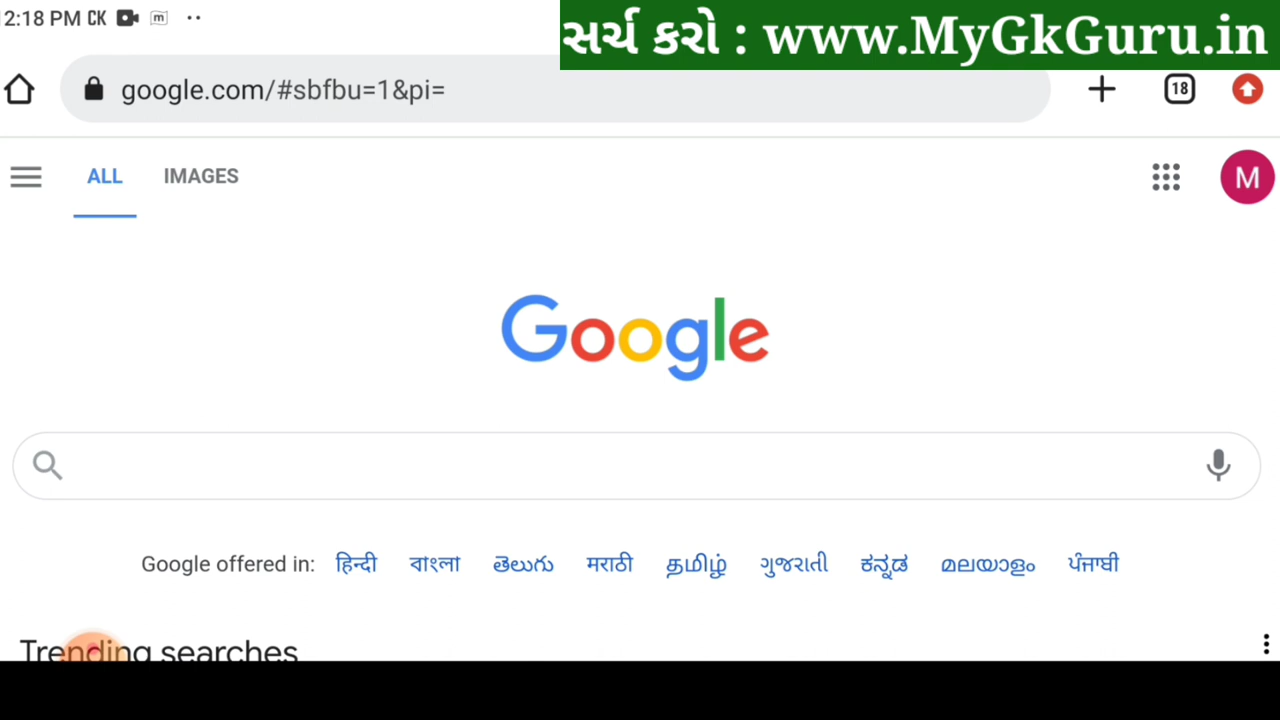 2:18 PM CK m
સર્ચ કરો : www.MyGkGuru.in
google.com/#sbfbu=1&pi=
18
ALL IMAGES
M
Google
Google offered in: हिन्दी বাংলা తెలుగు मराठी தமிழ் ગુજરાતી ಕನ್ನಡ മലയാളം ਪੰਜਾਬੀ
Trending searches